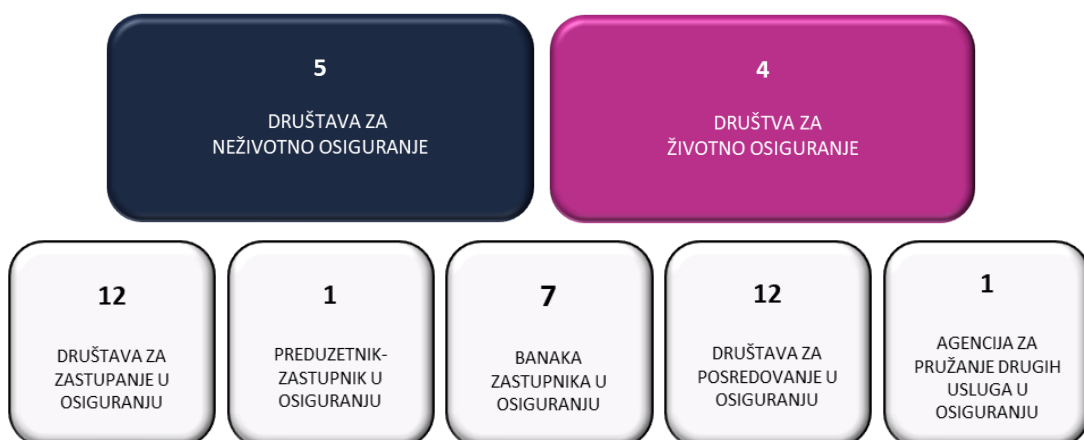 5
DRUŠTAVA ZA
NEŽIVOTNO OSIGURANJE
4
DRUŠTVA ZA
ŽIVOTNO OSIGURANJE
12
DRUŠTAVA ZA
ZASTUPANJE U
OSIGURANJU
1
PREDUZETNIK-
ZASTUPNIK U
OSIGURANJU
7
BANAKA
ZASTUPNIKA U
OSIGURANJU
12
DRUŠTAVA ZA
POSREDOVANJE U
OSIGURANJU
1
AGENCIJA ZA
PRUŽANJE DRUGIH
USLUGA U
OSIGURANJU